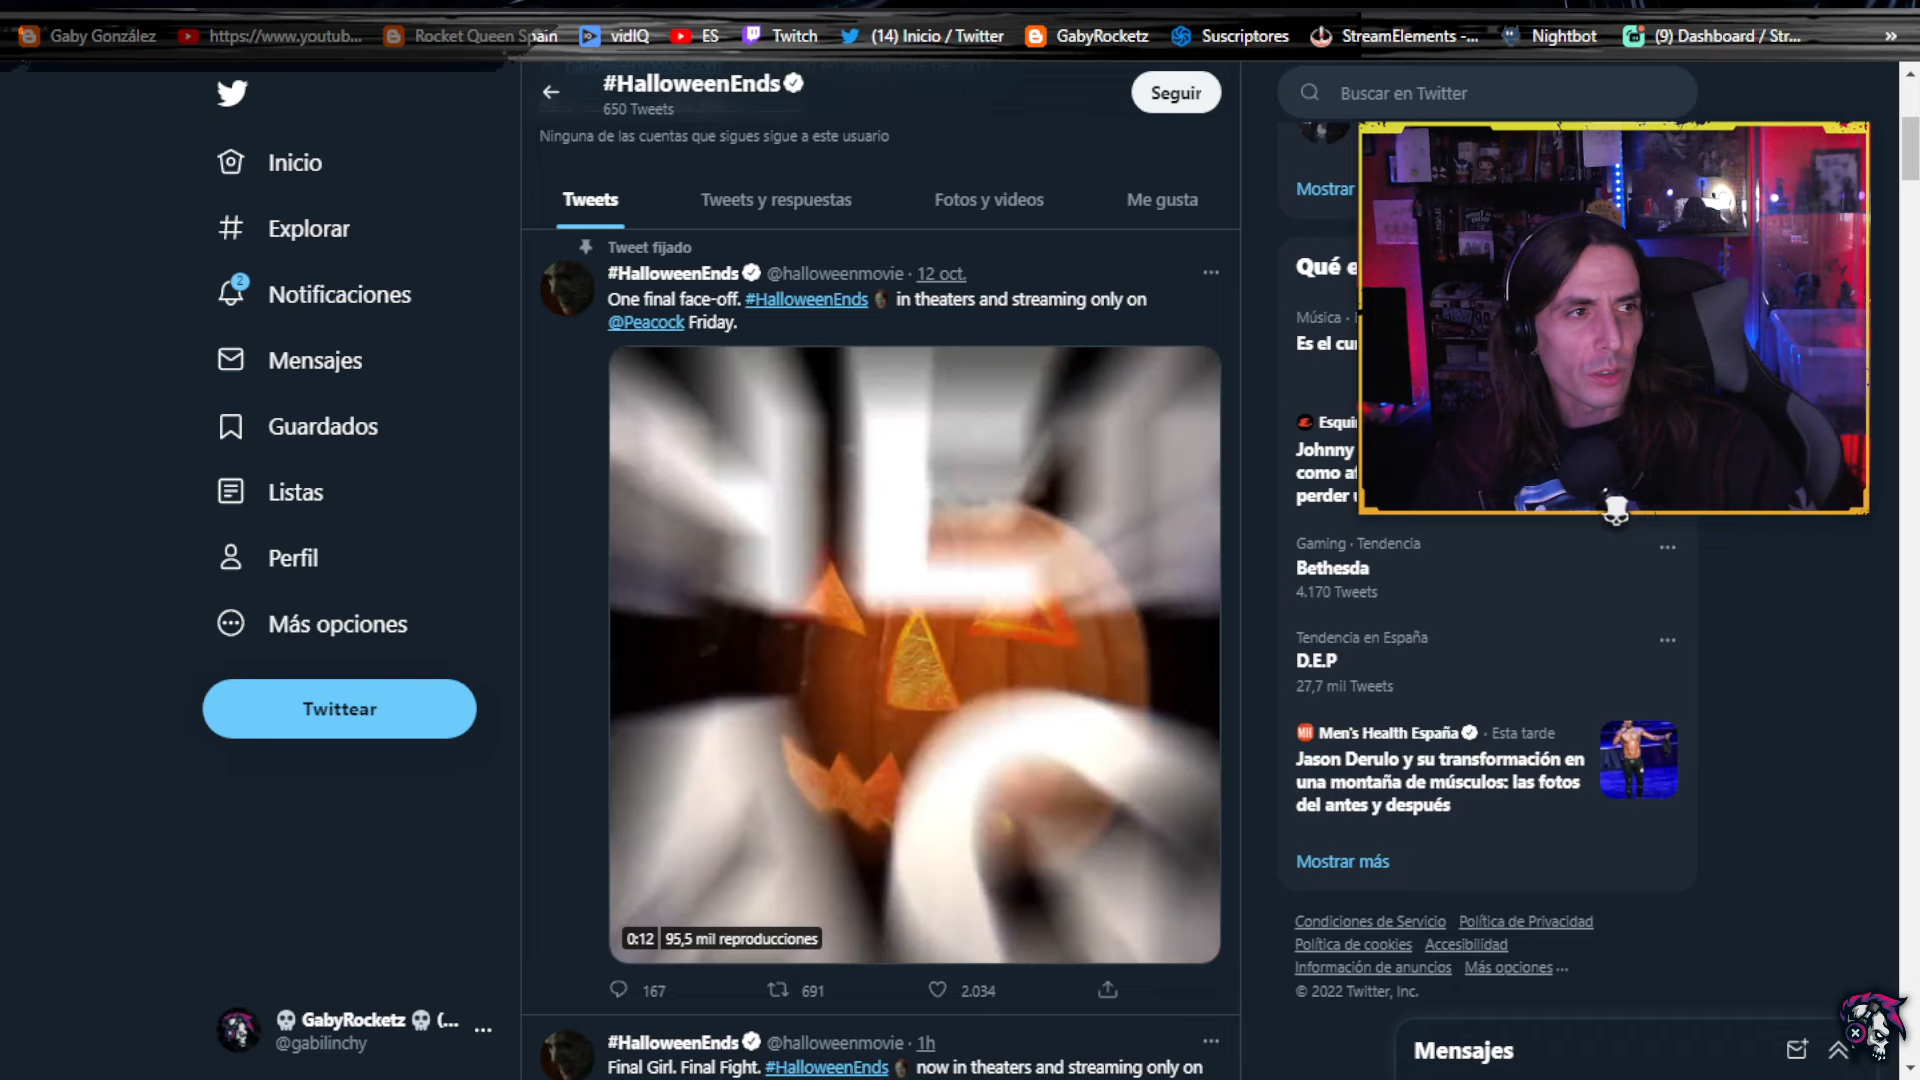 Gaby González
https://www.youtub...
Rocket Queen Spain
vidIQ
ES
Twitch
(14) Inicio / Twitter
GabyRocketz
Suscriptores
StreamElements -...
Nightbot
(9) Dashboard / Str...
»
#HalloweenEnds
650 Tweets
Seguir
Ninguna de las cuentas que sigues sigue a este usuario
Tweets
Tweets y respuestas
Fotos y videos
Me gusta
Inicio
Explorar
2
Notificaciones
Mensajes
Guardados
Listas
Perfil
Más opciones
Twittear
GabyRocketz (...
@gabilinchy
Tweet fijado
#HalloweenEnds @halloweenmovie · 12 oct.
One final face-off. #HalloweenEnds in theaters and streaming only on
@Peacock Friday.
0:12 95,5 mil reproducciones
167
691
2.034
#HalloweenEnds @halloweenmovie · 1h
Final Girl. Final Fight. #HalloweenEnds now in theaters and streaming only on
Buscar en Twitter
Mostrar
Qué
Música ·
Es el
Johnny
como
perder
Gaming · Tendencia
Bethesda
4.170 Tweets
Tendencia en España
D.E.P
27,7 mil Tweets
MH Men's Health España · Esta tarde
Jason Derulo y su transformación en
una montaña de músculos: las fotos
del antes y después
Mostrar más
Condiciones de Servicio Política de Privacidad
Política de cookies Accesibilidad
Información de anuncios Más opciones ...
© 2022 Twitter, Inc.
Mensajes